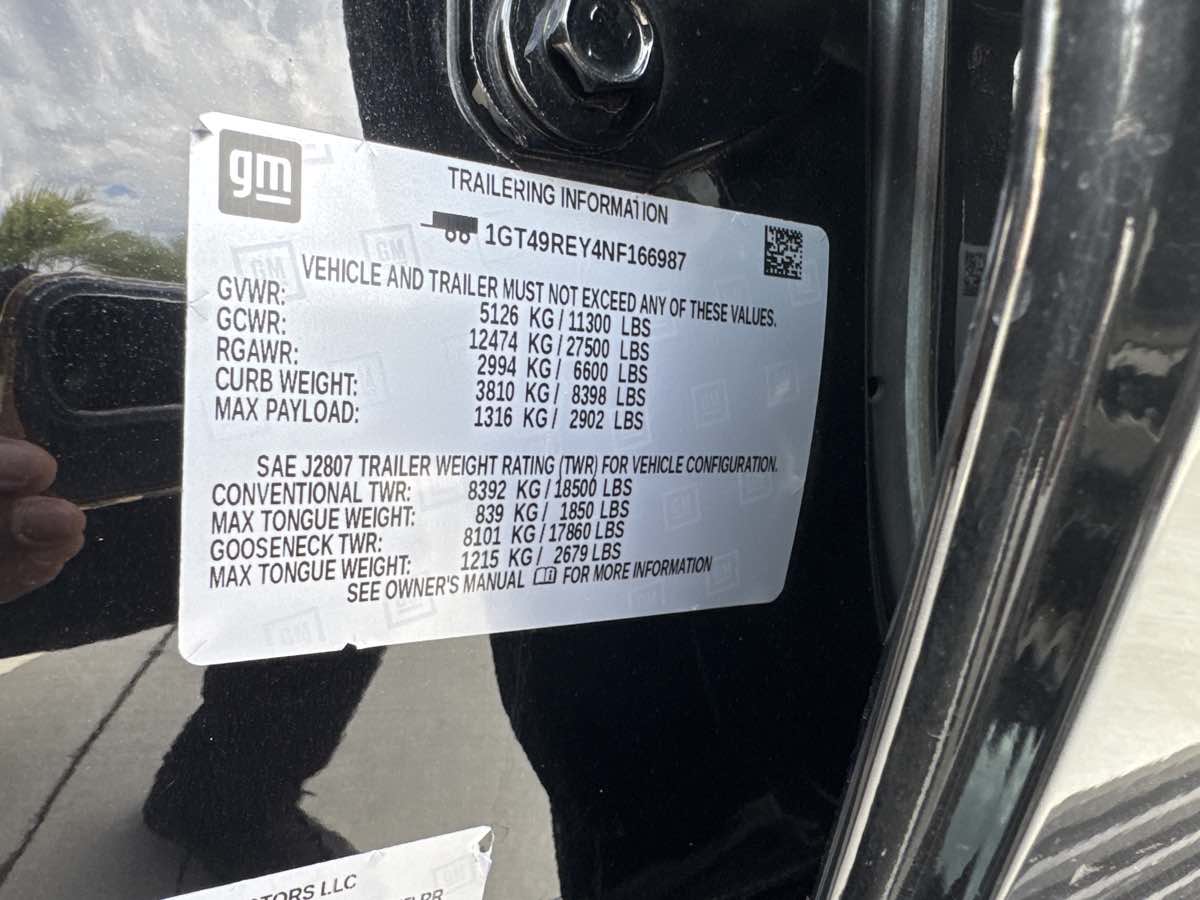 gm
TRAILERING INFORMATION
1GT49REY4NF166987
VEHICLE AND TRAILER MUST NOT EXCEED ANY OF THESE VALUES.
GVWR: 5126 KG / 11300 LBS
GCWR: 12474 KG / 27500 LBS
RGAWR: 2994 KG / 6600 LBS
CURB WEIGHT: 3810 KG / 8398 LBS
MAX PAYLOAD: 1316 KG / 2902 LBS
SAE J2807 TRAILER WEIGHT RATING (TWR) FOR VEHICLE CONFIGURATION.
CONVENTIONAL TWR: 8392 KG / 18500 LBS
MAX TONGUE WEIGHT: 839 KG / 1850 LBS
GOOSENECK TWR: 8101 KG / 17860 LBS
MAX TONGUE WEIGHT: 1215 KG / 2679 LBS
SEE OWNER'S MANUAL FOR MORE INFORMATION
LLC